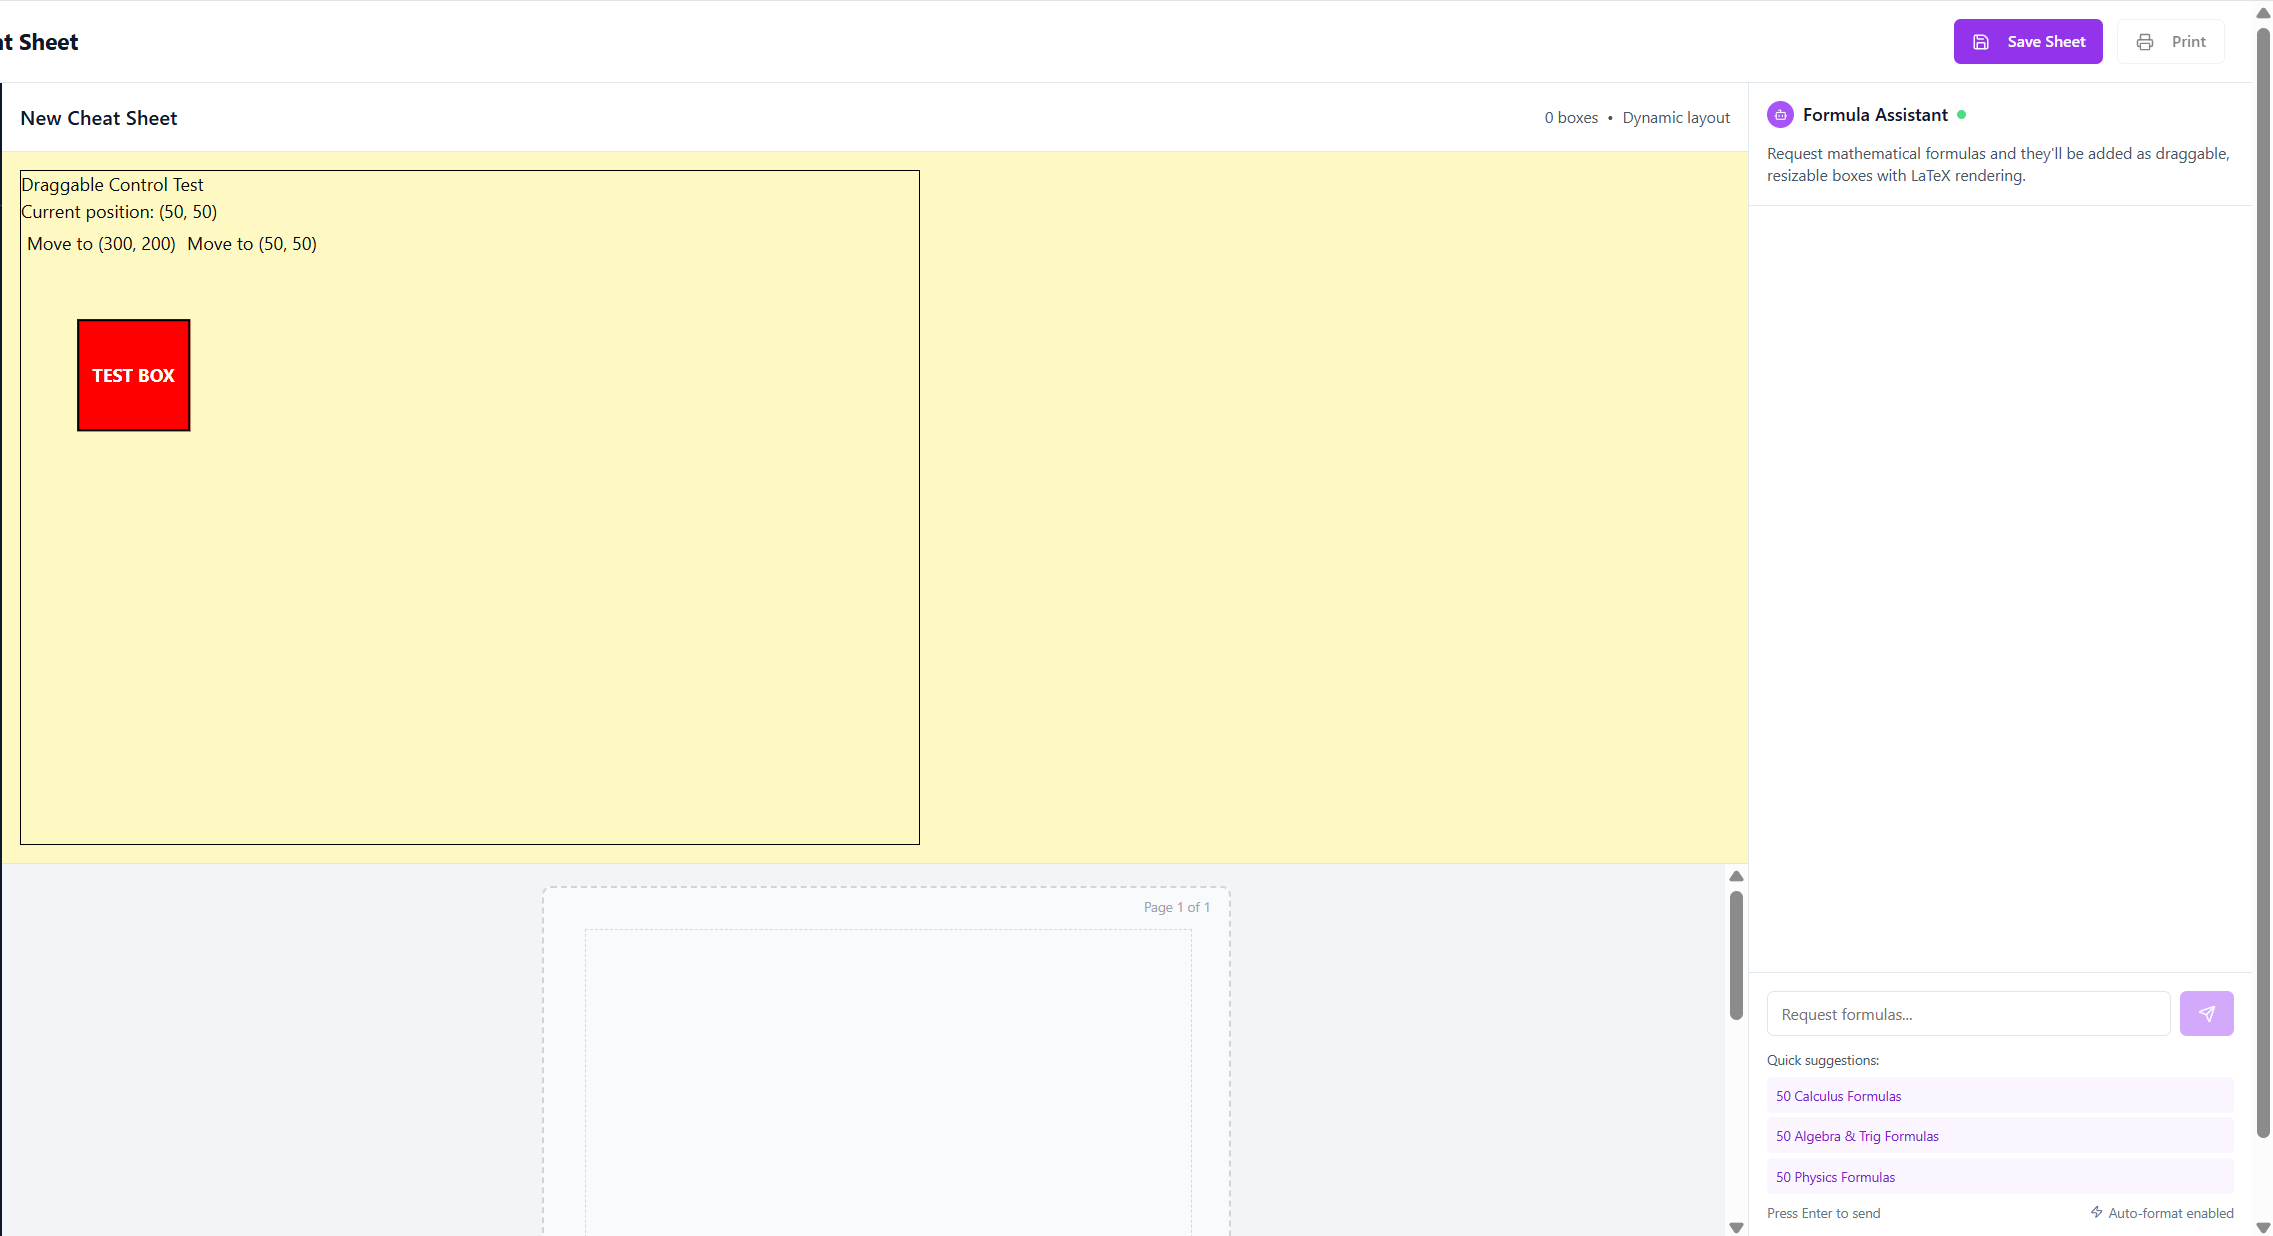 t Sheet
Save Sheet
Print
New Cheat Sheet
0 boxes • Dynamic layout
Draggable Control Test
Current position: (50, 50)
Move to (300, 200) Move to (50, 50)
TEST BOX
Page 1 of 1
Formula Assistant
Request mathematical formulas and they'll be added as draggable,
resizable boxes with LaTeX rendering.
Request formulas...
Quick suggestions:
50 Calculus Formulas
50 Algebra & Trig Formulas
50 Physics Formulas
Press Enter to send
Auto-format enabled